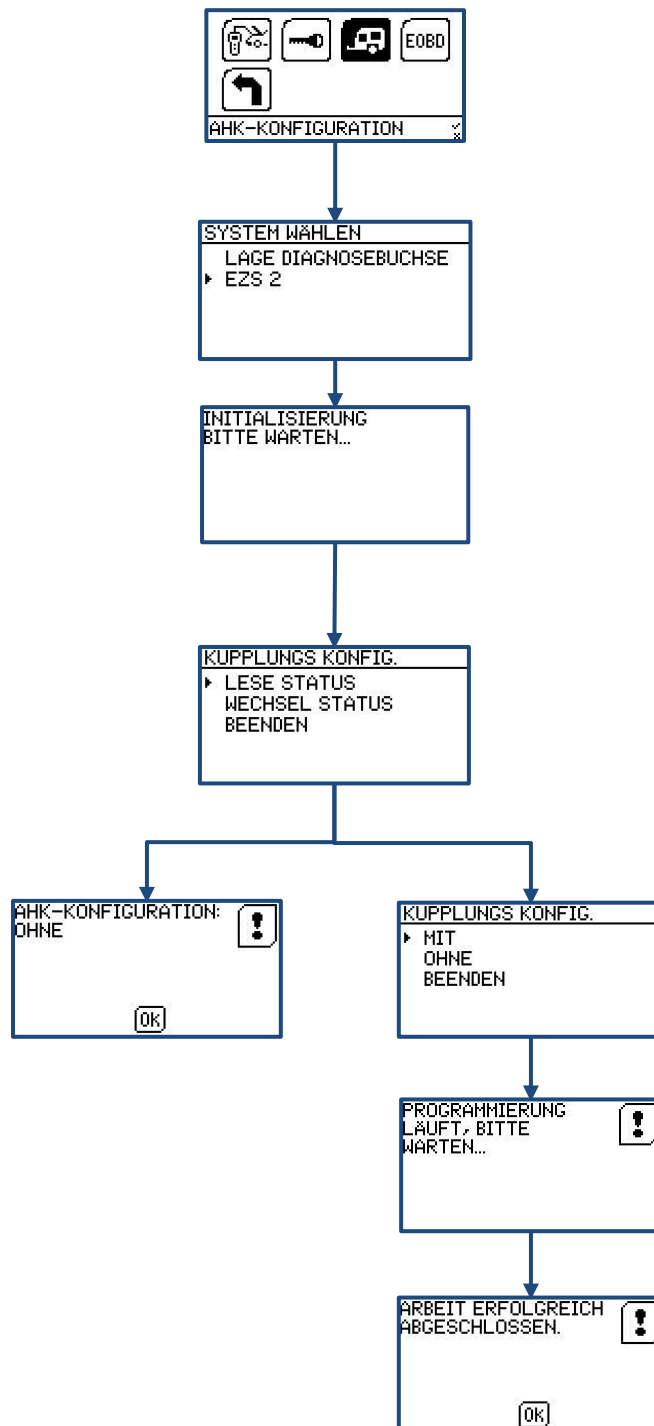 EOBD
AHK-KONFIGURATION
SYSTEM WÄHLEN
LAGE DIAGNOSEBUCHSE
EZS 2
INITIALISIERUNG
BITTE WARTEN...
KUPPLUNGS KONFIG.
LESE STATUS
WECHSEL STATUS
BEENDEN
AHK-KONFIGURATION:
OHNE
OK
KUPPLUNGS KONFIG.
MIT
OHNE
BEENDEN
PROGRAMMIERUNG
LÄUFT, BITTE
WARTEN...
ARBEIT ERFOLGREICH
ABGESCHLOSSEN.
OK